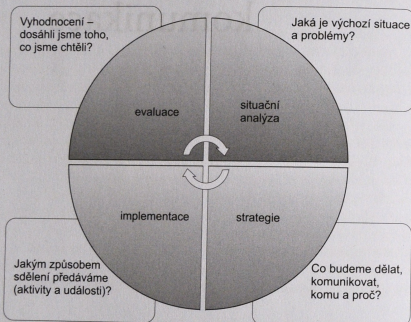 Vyhodnocení –
dosáhli jsme toho,
co jsme chtěli?
Jaká je výchozí situace
a problémy?
evaluace
situační
analýza
implementace
strategie
Jakým způsobem
sdělení předáváme
(aktivity a události)?
Co budeme dělat,
komunikovat,
komu a proč?